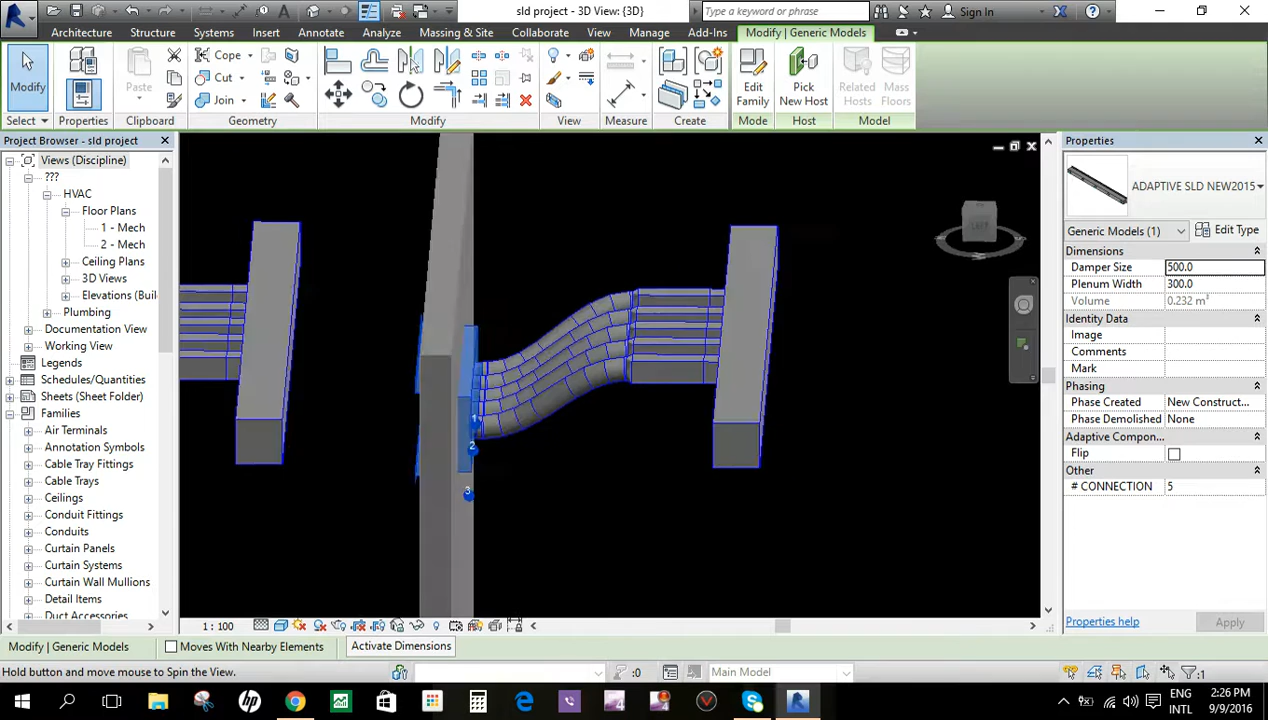 sld project - 3D View: {3D}
Type a keyword or phrase
Sign In
Architecture Structure Systems Insert Annotate Analyze Massing & Site Collaborate View Manage Add-Ins Modify | Generic Models
Modify
Paste
Cope
Cut
Join
Edit Family
Pick New Host
Related Hosts
Mass Floors
Select Properties Clipboard Geometry Modify View Measure Create Mode Host Model
Project Browser - sld project
Views (Discipline)
???
HVAC
Floor Plans
1 - Mech
2 - Mech
Ceiling Plans
3D Views
Elevations (Buil
Plumbing
Documentation View
Working View
Legends
Schedules/Quantities
Sheets (Sheet Folder)
Families
Air Terminals
Annotation Symbols
Cable Tray Fittings
Cable Trays
Ceilings
Conduit Fittings
Conduits
Curtain Panels
Curtain Systems
Curtain Wall Mullions
Detail Items
Duct Accessories
1
2
3
LEFT
Properties
ADAPTIVE SLD NEW2015
Generic Models (1) Edit Type
Dimensions
Damper Size 500.0
Plenum Width 300.0
Volume 0.232 m³
Identity Data
Image
Comments
Mark
Phasing
Phase Created New Construct...
Phase Demolished None
Adaptive Compon...
Flip
Other
# CONNECTION 5
Properties help Apply
1 : 100
Modify | Generic Models Moves With Nearby Elements Activate Dimensions
Hold button and move mouse to Spin the View.
:0
Main Model
:1
ENG
INTL
2:26 PM
9/9/2016